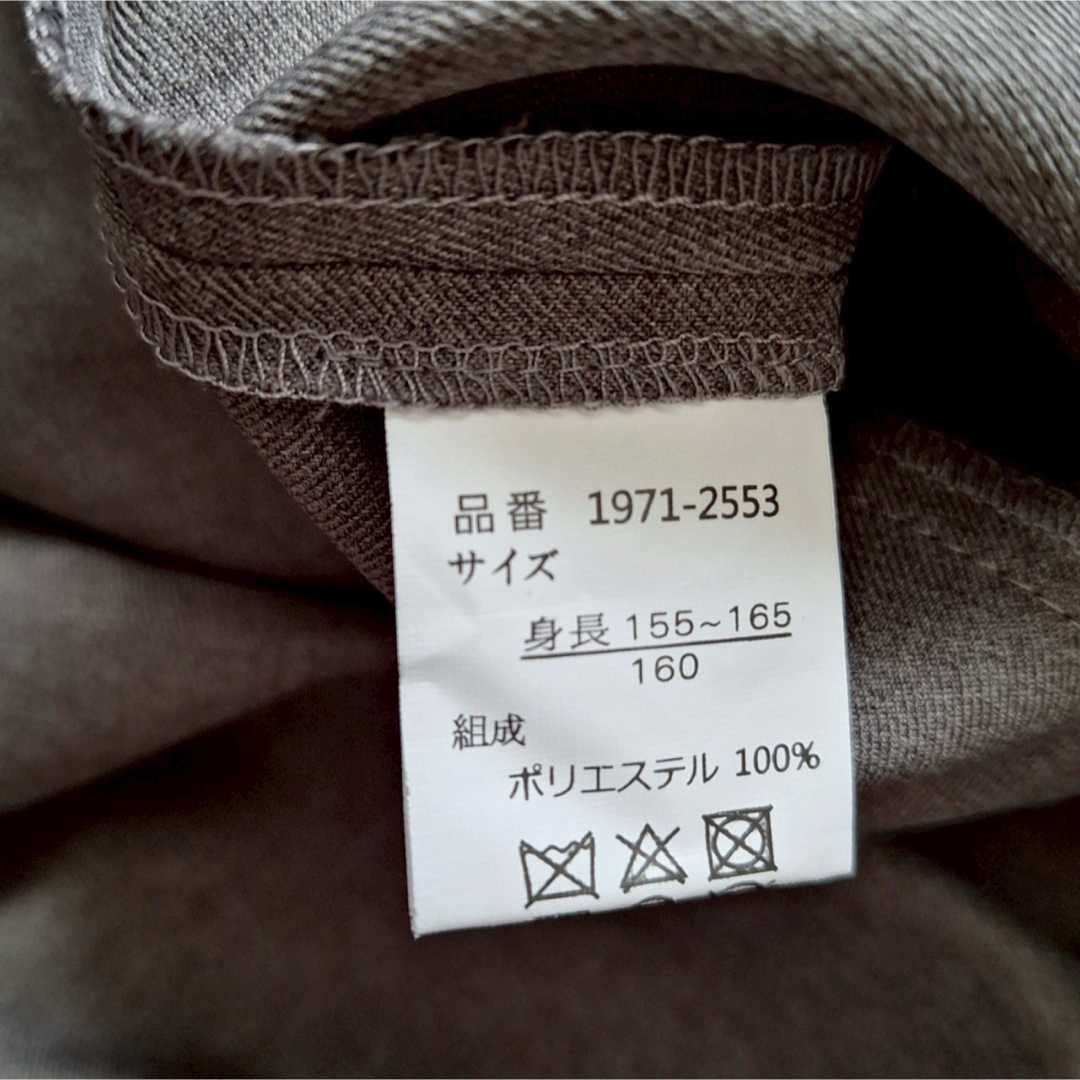 品番 1971-2553
サイズ
身長 155~165
160
組成
ポリエステル 100%